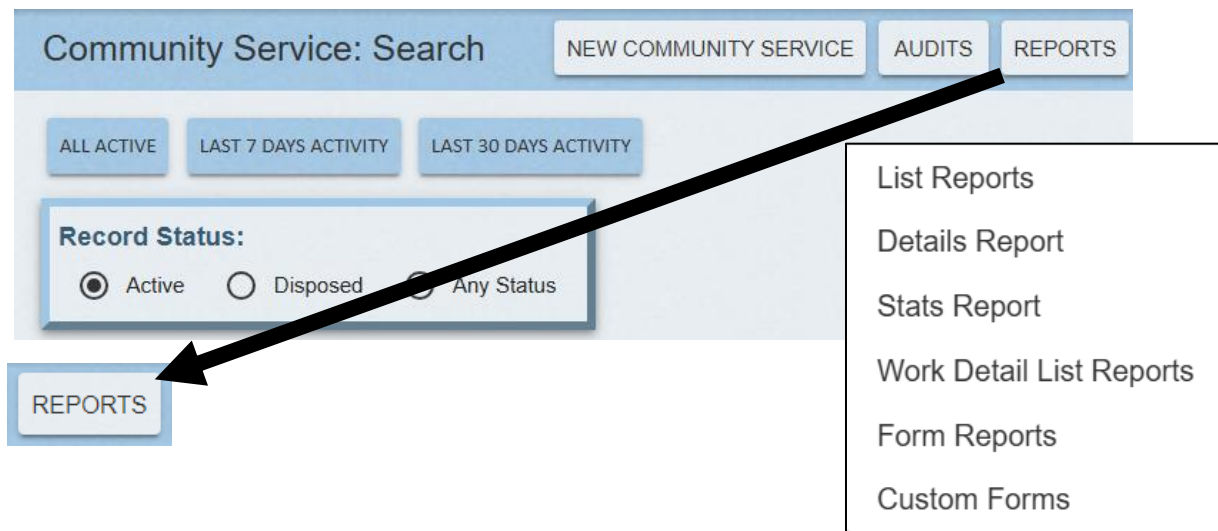 Community Service: Search NEW COMMUNITY SERVICE AUDITS REPORTS
ALL ACTIVE LAST 7 DAYS ACTIVITY LAST 30 DAYS ACTIVITY
Record Status:
Active Disposed Any Status
REPORTS
List Reports
Details Report
Stats Report
Work Detail List Reports
Form Reports
Custom Forms